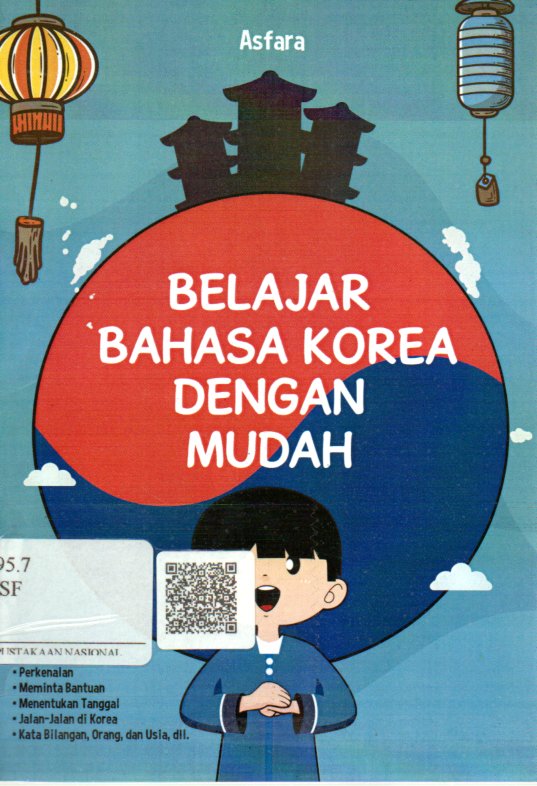 Asfara
BELAJAR
BAHASA KOREA
DENGAN
MUDAH
95.7
SF
PUSTAKAAN NASIONAL
• Perkenalan
• Meminta Bantuan
• Menentukan Tanggal
• Jalan-Jalan di Korea
• Kata Bilangan, Orang, dan Usia, dll.